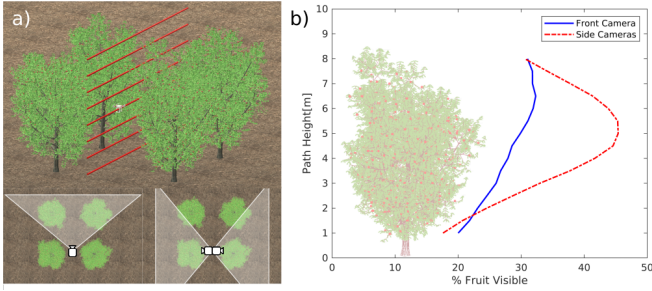 a)
b)
Front Camera
Side Cameras
10
9
8
7
6
5
4
3
2
1
0
Path Height[m]
0 10 20 30 40 50
% Fruit Visible